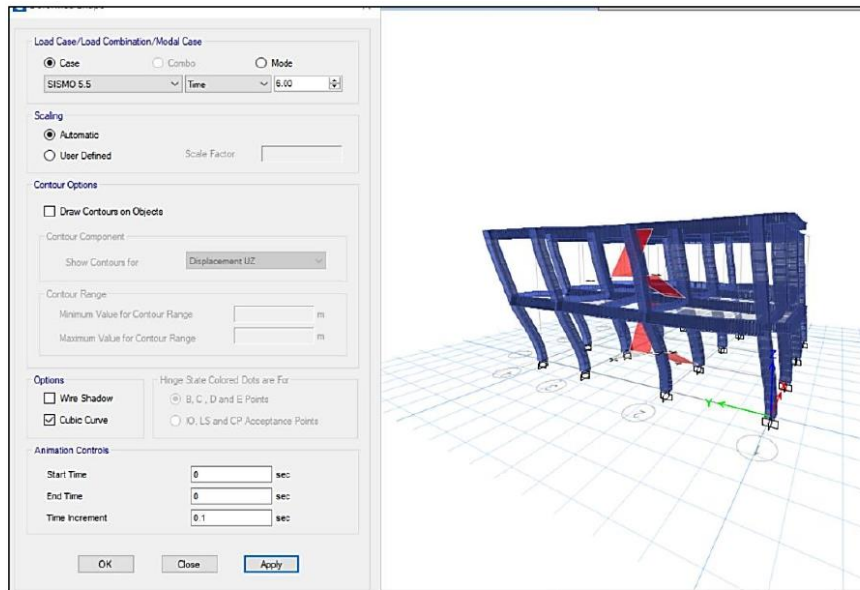 Load Case/Load Combination/Modal Case
Case Combo Mode
SISMO 5.5 Time 6.00
Scaling
Automatic
User Defined Scale Factor
Contour Options
Draw Contours on Objects
Contour Component
Show Contours for Displacement UZ
Contour Range
Minimum Value for Contour Range m
Maximum Value for Contour Range m
Options
Wire Shadow
Cubic Curve
Hinge State Colored Dots are For
B, C, D and E Points
IO, LS and CP Acceptance Points
Animation Controls
Start Time 0 sec
End Time 0 sec
Time Increment 0.1 sec
OK Close Apply
Z
Y